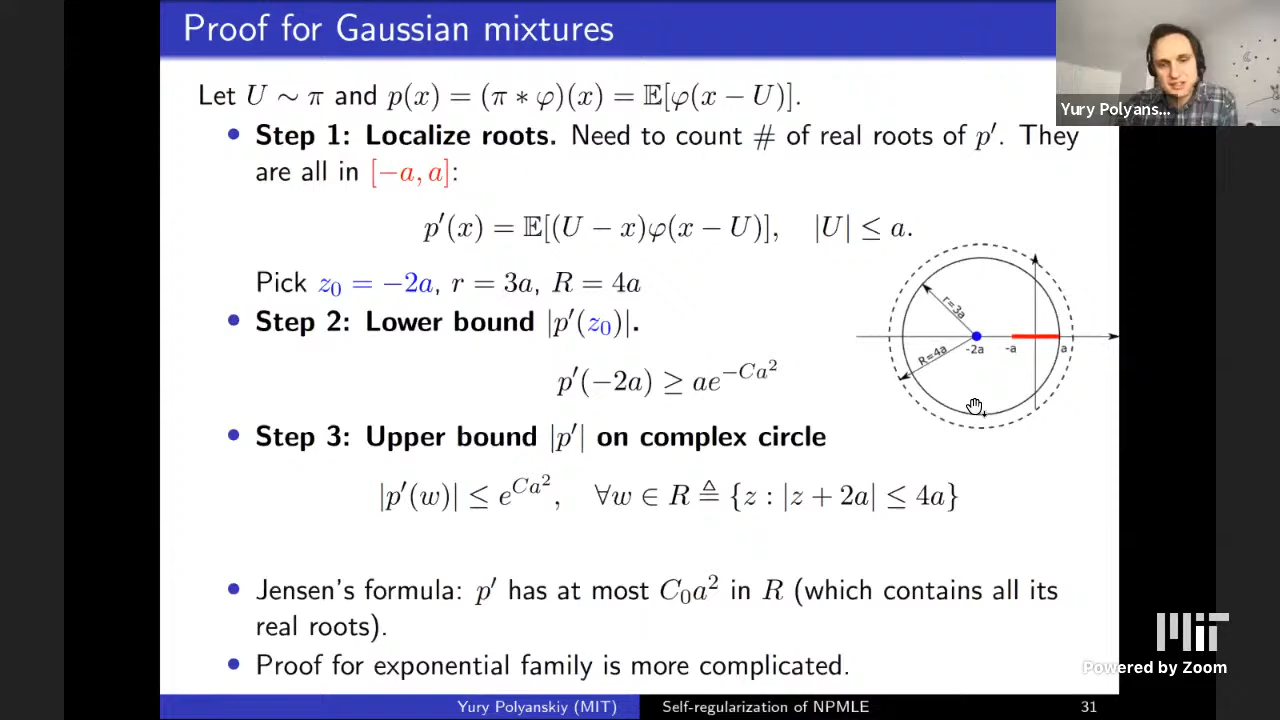 Proof for Gaussian mixtures
Yury Polyans...
Let U ∼ π and p(x) = (π ∗ φ)(x) = 𝔼[φ(x − U)].
• Step 1: Localize roots. Need to count # of real roots of p′. They
are all in [−a, a]:
p′(x) = 𝔼[(U − x)φ(x − U)], |U| ≤ a.
Pick z₀ = −2a, r = 3a, R = 4a
• Step 2: Lower bound |p′(z₀)|.
p′(−2a) ≥ ae^{−Ca²}
r=3a
R=4a
-2a
-a
a
• Step 3: Upper bound |p′| on complex circle
|p′(w)| ≤ e^{Ca²}, ∀w ∈ R ≜ {z : |z + 2a| ≤ 4a}
• Jensen's formula: p′ has at most C₀a² in R (which contains all its
real roots).
• Proof for exponential family is more complicated.
MIT
Powered by Zoom
Yury Polyanskiy (MIT) Self-regularization of NPMLE 31